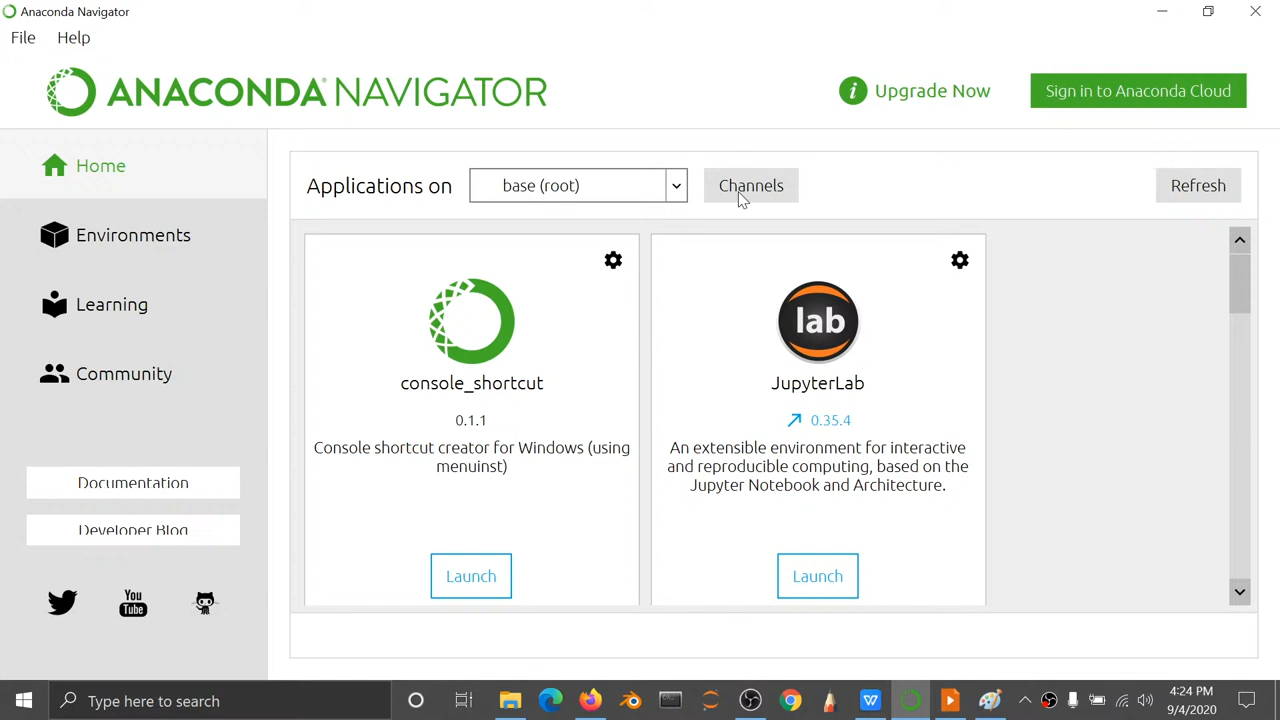 Anaconda Navigator
File Help
ANACONDA NAVIGATOR
i Upgrade Now
Sign in to Anaconda Cloud
Home
Environments
Learning
Community
Documentation
Developer Blog
You
Tube
Applications on base (root) Channels Refresh
console_shortcut
0.1.1
Console shortcut creator for Windows (using
menuinst)
Launch
lab
JupyterLab
0.35.4
An extensible environment for interactive
and reproducible computing, based on the
Jupyter Notebook and Architecture.
Launch
Type here to search
W
4:24 PM
9/4/2020